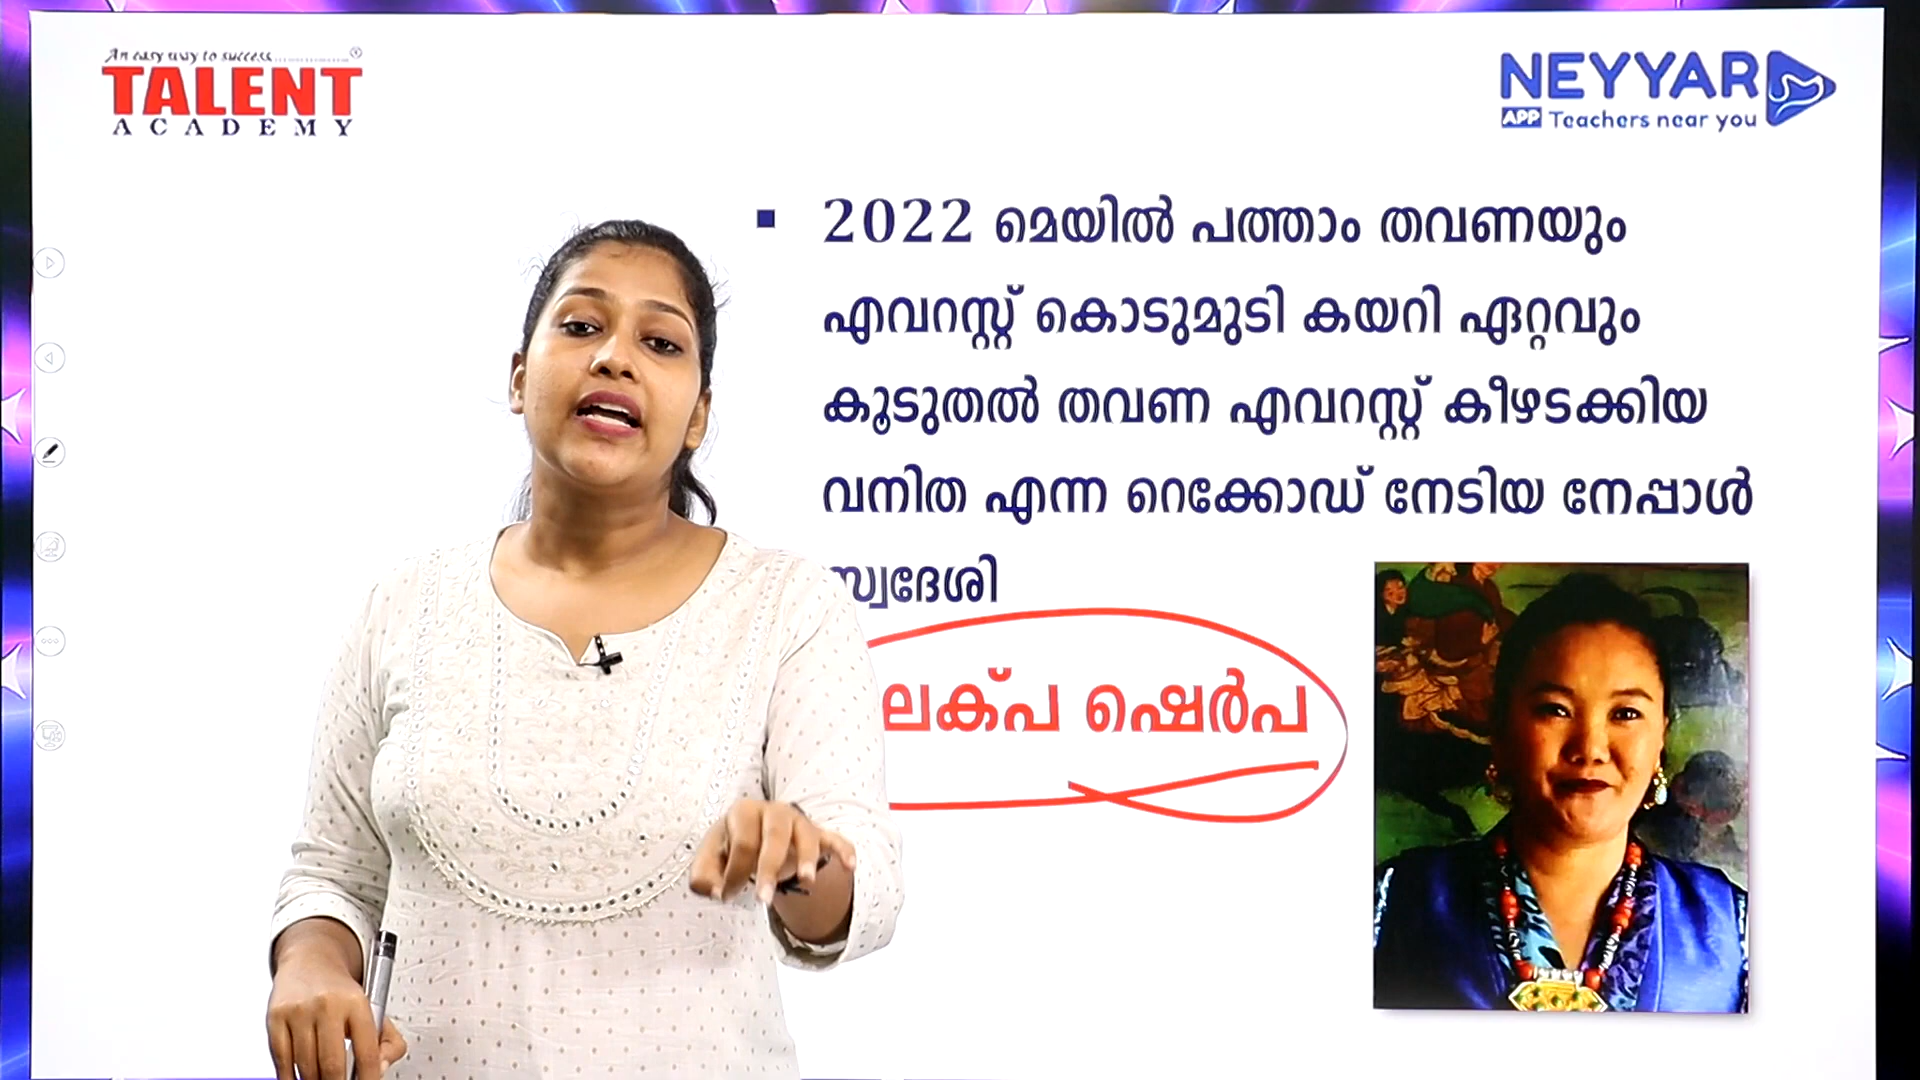 An easy way to success..................
TALENT
ACADEMY
NEYYAR
APP Teachers near you
2022 മെയിൽ പത്താം തവണയും
എവറസ്റ്റ് കൊടുമുടി കയറി ഏറ്റവും
കൂടുതൽ തവണ എവറസ്റ്റ് കീഴടക്കിയ
വനിത എന്ന റെക്കോഡ് നേടിയ നേപ്പാൾ
സ്വദേശി
ലക്പ ഷെർപ